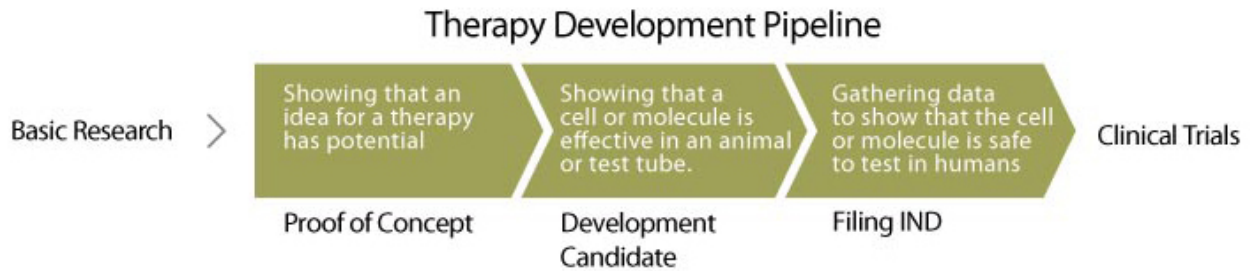 Therapy Development Pipeline
Basic Research
Showing that an
idea for a therapy
has potential
Showing that a
cell or molecule is
effective in an animal
or test tube.
Gathering data
to show that the cell
or molecule is safe
to test in humans
Clinical Trials
Proof of Concept
Development
Candidate
Filing IND